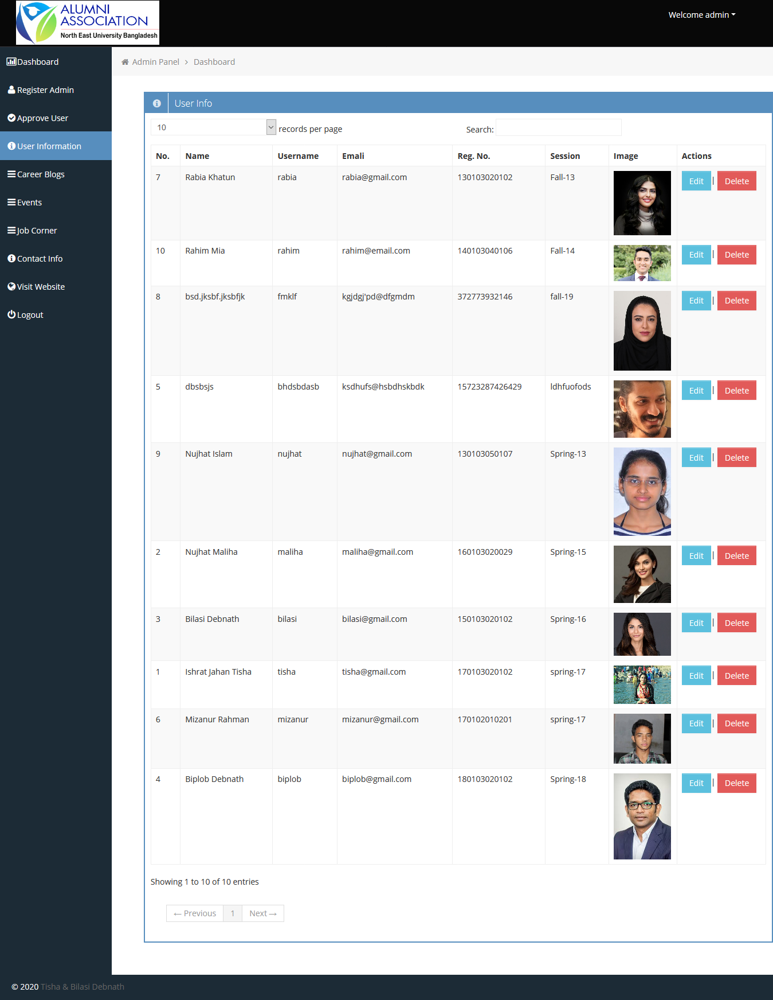 ALUMNI
ASSOCIATION
North East University Bangladesh
Welcome admin
Dashboard
Register Admin
Approve User
User Information
Career Blogs
Events
Job Corner
Contact Info
Visit Website
Logout
Admin Panel > Dashboard
User Info
10 records per page Search:
No. Name Username Emali Reg. No. Session Image Actions
7 Rabia Khatun rabia rabia@gmail.com 130103020102 Fall-13 Edit | Delete
10 Rahim Mia rahim rahim@email.com 140103040106 Fall-14 Edit | Delete
8 bsd.jksbf.jksbfjk fmklf kgjdgj'pd@dfgmdm 372773932146 fall-19 Edit | Delete
5 dbsbsjs bhdsbdasb ksdhufs@hsbdhskbdk 15723287426429 ldhfuofods Edit | Delete
9 Nujhat Islam nujhat nujhat@gmail.com 130103050107 Spring-13 Edit | Delete
2 Nujhat Maliha maliha maliha@gmail.com 160103020029 Spring-15 Edit | Delete
3 Bilasi Debnath bilasi bilasi@gmail.com 150103020102 Spring-16 Edit | Delete
1 Ishrat Jahan Tisha tisha tisha@gmail.com 170103020102 spring-17 Edit | Delete
6 Mizanur Rahman mizanur mizanur@gmail.com 170102010201 spring-17 Edit | Delete
4 Biplob Debnath biplob biplob@gmail.com 180103020102 Spring-18 Edit | Delete
Showing 1 to 10 of 10 entries
← Previous 1 Next →
© 2020 Tisha & Bilasi Debnath